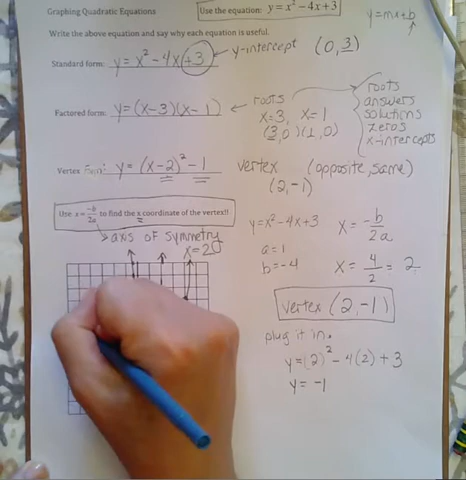 Graphing Quadratic Equations
Use the equation: y = x² − 4x + 3
y=mx+b
Write the above equation and say why each equation is useful.
Standard form: y = x² − 4x + 3
y-intercept (0, 3)
Factored form: y = (x−3)(x−1)
roots
x=3, x=1
(3,0)(1,0)
roots
answers
solutions
zeros
x-intercepts
Vertex Form: y = (x−2)² − 1
vertex (opposite, same)
(2,−1)
Use x = −b/2a to find the x coordinate of the vertex!!
axis of symmetry
x=2
y=x²−4x+3
a=1
b=−4
x = −b/2a
x = 4/2 = 2
vertex (2,−1)
plug it in.
y=(2)² − 4(2) + 3
y = −1